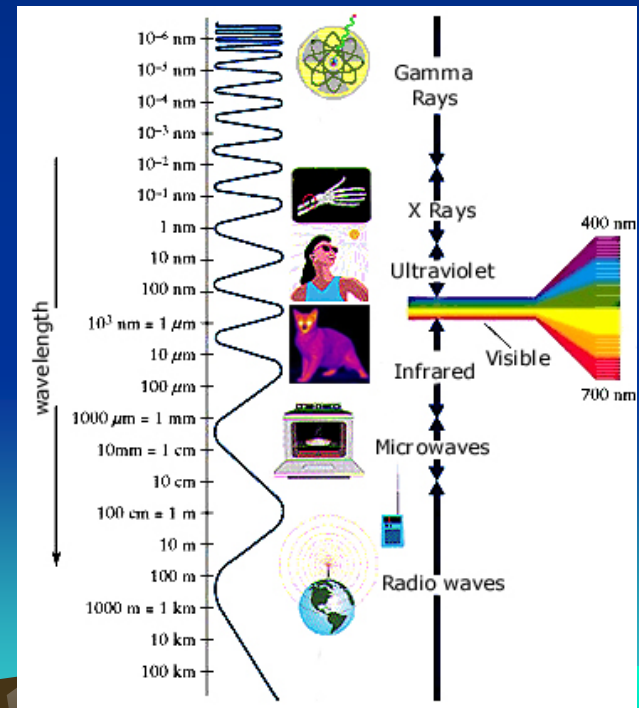 10⁻⁶ nm
10⁻⁵ nm
10⁻⁴ nm
10⁻³ nm
10⁻² nm
10⁻¹ nm
1 nm
10 nm
100 nm
10³ nm = 1 μm
10 μm
100 μm
1000 μm = 1 mm
10mm = 1 cm
10 cm
100 cm = 1 m
10 m
100 m
1000 m = 1 km
10 km
100 km
wavelength
Gamma
Rays
X Rays
Ultraviolet
Visible
Infrared
Microwaves
Radio waves
400 nm
700 nm